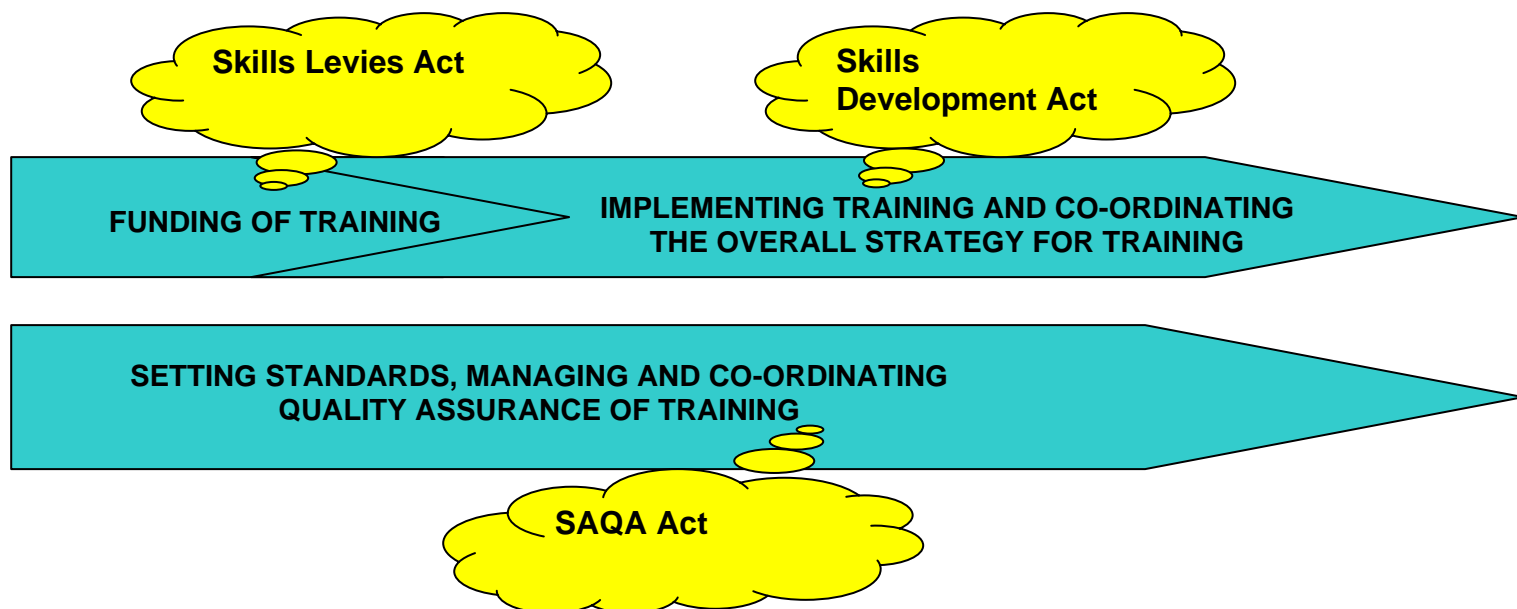 Skills Levies Act
Skills
Development Act
FUNDING OF TRAINING
IMPLEMENTING TRAINING AND CO-ORDINATING
THE OVERALL STRATEGY FOR TRAINING
SETTING STANDARDS, MANAGING AND CO-ORDINATING
QUALITY ASSURANCE OF TRAINING
SAQA Act